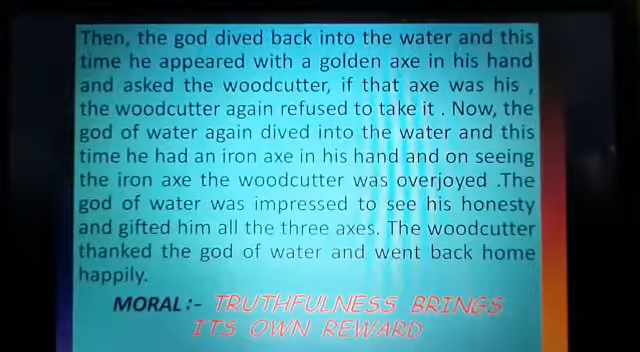 Then, the god dived back into the water and this
time he appeared with a golden axe in his hand
and asked the woodcutter, if that axe was his ,
the woodcutter again refused to take it . Now, the
god of water again dived into the water and this
time he had an iron axe in his hand and on seeing
the iron axe the woodcutter was overjoyed .The
god of water was impressed to see his honesty
and gifted him all the three axes. The woodcutter
thanked the god of water and went back home
happily.
MORAL:- TRUTHFULNESS BRINGS
ITS OWN REWARD